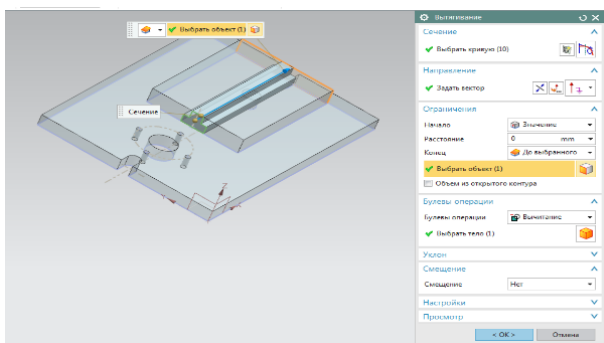 Выбрать объект (1)
Сечение
Z
Y
Вытягивание
Сечение
Выбрать кривую (10)
Направление
Задать вектор
Ограничения
Начало Значение
Расстояние 0 mm
Конец До выбранного
Выбрать объект (1)
Объем из открытого контура
Булевы операции
Булевы операции Вычитание
Выбрать тело (1)
Уклон
Смещение
Смещение Нет
Настройки
Просмотр
< ОК > Отмена